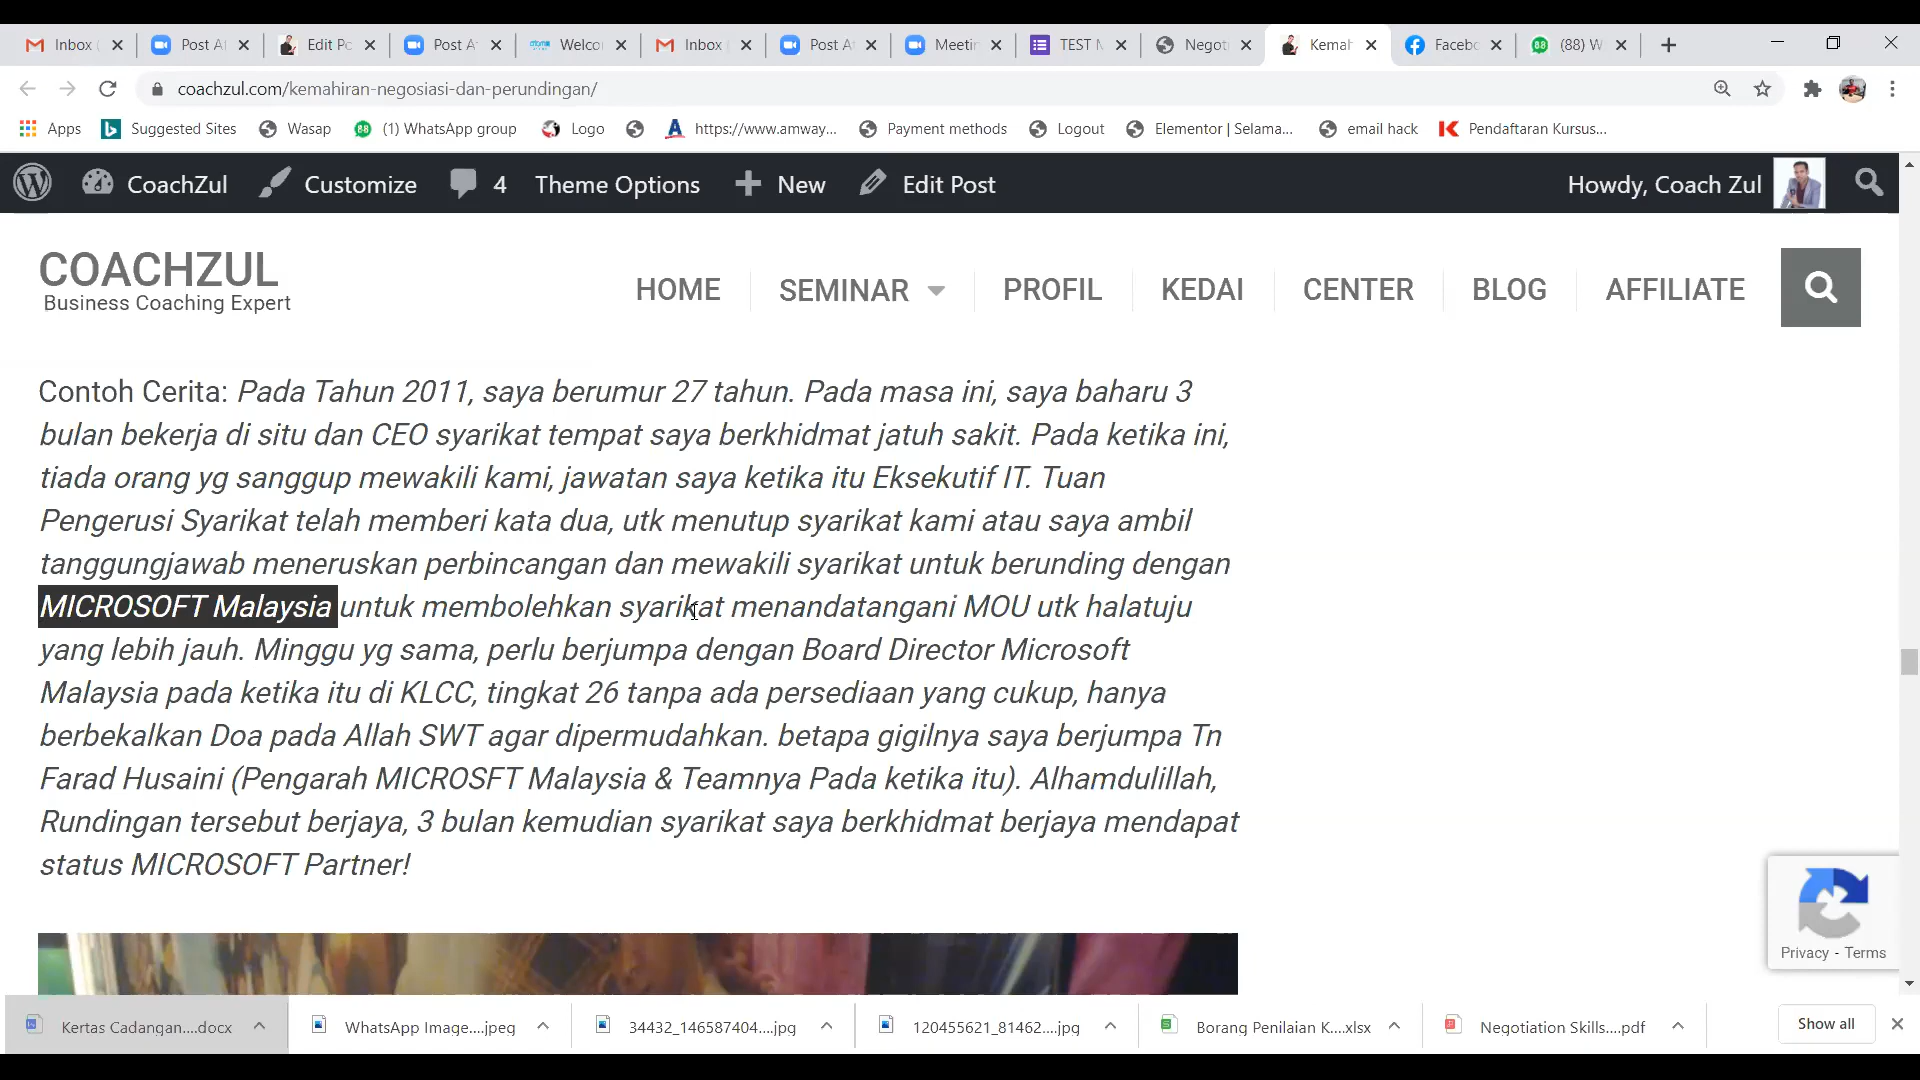 Inbox (
Post At
Edit Po
Post A
Welco
Inbox
Post At
Meetin
TEST M
Negot
Kemah
Facebo
(88) W
coachzul.com/kemahiran-negosiasi-dan-perundingan/
Apps
Suggested Sites
Wasap
(1) WhatsApp group
Logo
https://www.amway...
Payment methods
Logout
Elementor | Selama...
email hack
Pendaftaran Kursus...
CoachZul
Customize
4
Theme Options
New
Edit Post
Howdy, Coach Zul
COACHZUL
Business Coaching Expert
HOME
SEMINAR
PROFIL
KEDAI
CENTER
BLOG
AFFILIATE
Contoh Cerita: Pada Tahun 2011, saya berumur 27 tahun. Pada masa ini, saya baharu 3
bulan bekerja di situ dan CEO syarikat tempat saya berkhidmat jatuh sakit. Pada ketika ini,
tiada orang yg sanggup mewakili kami, jawatan saya ketika itu Eksekutif IT. Tuan
Pengerusi Syarikat telah memberi kata dua, utk menutup syarikat kami atau saya ambil
tanggungjawab meneruskan perbincangan dan mewakili syarikat untuk berunding dengan
MICROSOFT Malaysia untuk membolehkan syarikat menandatangani MOU utk halatuju
yang lebih jauh. Minggu yg sama, perlu berjumpa dengan Board Director Microsoft
Malaysia pada ketika itu di KLCC, tingkat 26 tanpa ada persediaan yang cukup, hanya
berbekalkan Doa pada Allah SWT agar dipermudahkan. betapa gigilnya saya berjumpa Tn
Farad Husaini (Pengarah MICROSFT Malaysia & Teamnya Pada ketika itu). Alhamdulillah,
Rundingan tersebut berjaya, 3 bulan kemudian syarikat saya berkhidmat berjaya mendapat
status MICROSOFT Partner!
Privacy - Terms
Kertas Cadangan....docx
WhatsApp Image....jpeg
34432_146587404....jpg
120455621_81462....jpg
Borang Penilaian K....xlsx
Negotiation Skills....pdf
Show all